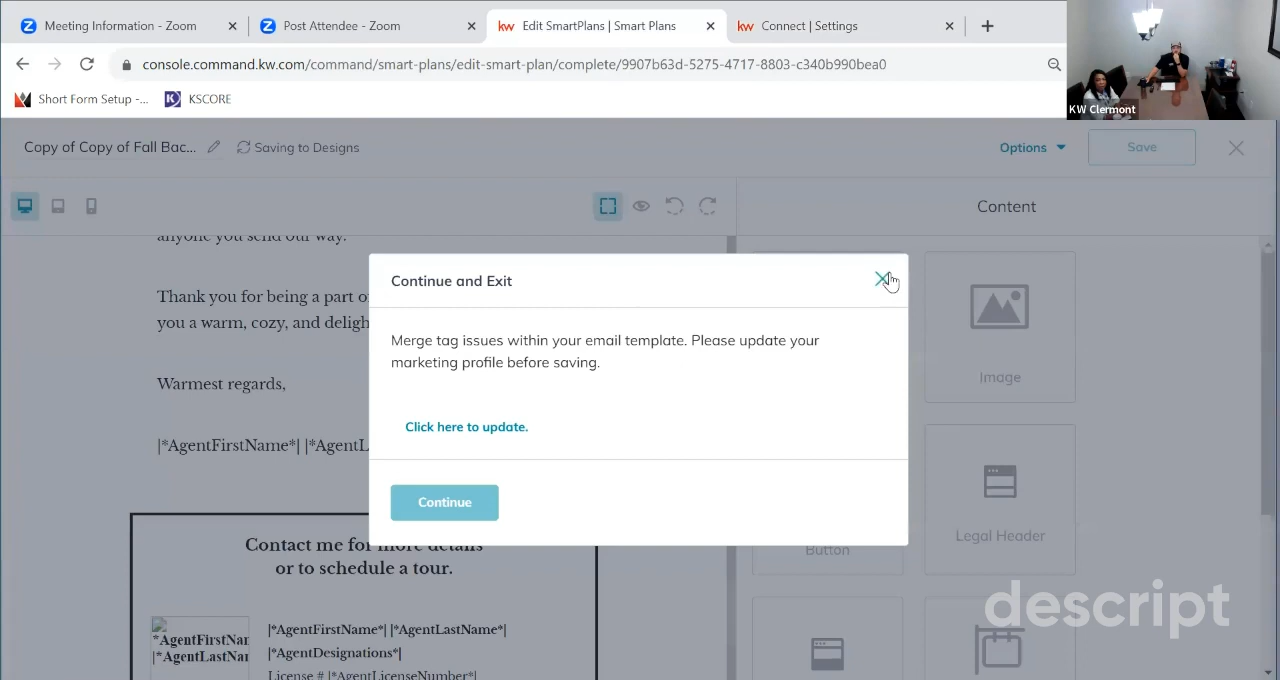 Meeting Information - Zoom
Post Attendee - Zoom
kw Edit SmartPlans | Smart Plans
kw Connect | Settings
console.command.kw.com/command/smart-plans/edit-smart-plan/complete/9907b63d-5275-4717-8803-c340b990bea0
Short Form Setup -...
KSCORE
KW Clermont
Copy of Copy of Fall Bac...
Saving to Designs
Options
Save
Content
anyone you send our way.
Thank you for being a part o
you a warm, cozy, and deligh
Warmest regards,
|*AgentFirstName*| |*AgentL
Continue and Exit
Merge tag issues within your email template. Please update your
marketing profile before saving.
Click here to update.
Continue
Image
Button
Legal Header
Contact me for more details
or to schedule a tour.
*AgentFirstNam
|*AgentLastNam
|*AgentFirstName*| |*AgentLastName*|
|*AgentDesignations*|
License # |*AgentLicenseNumber*|
descript